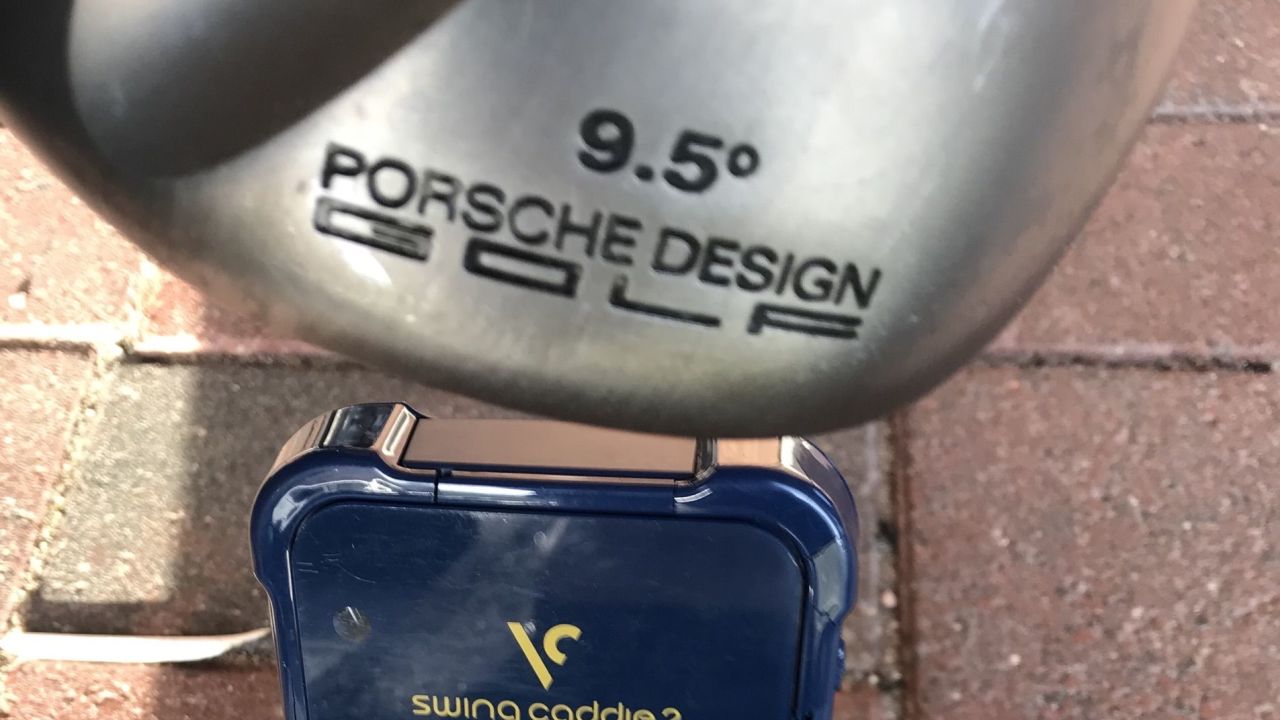 9.5°
PORSCHE DESIGN
GOLF
swing caddie 2